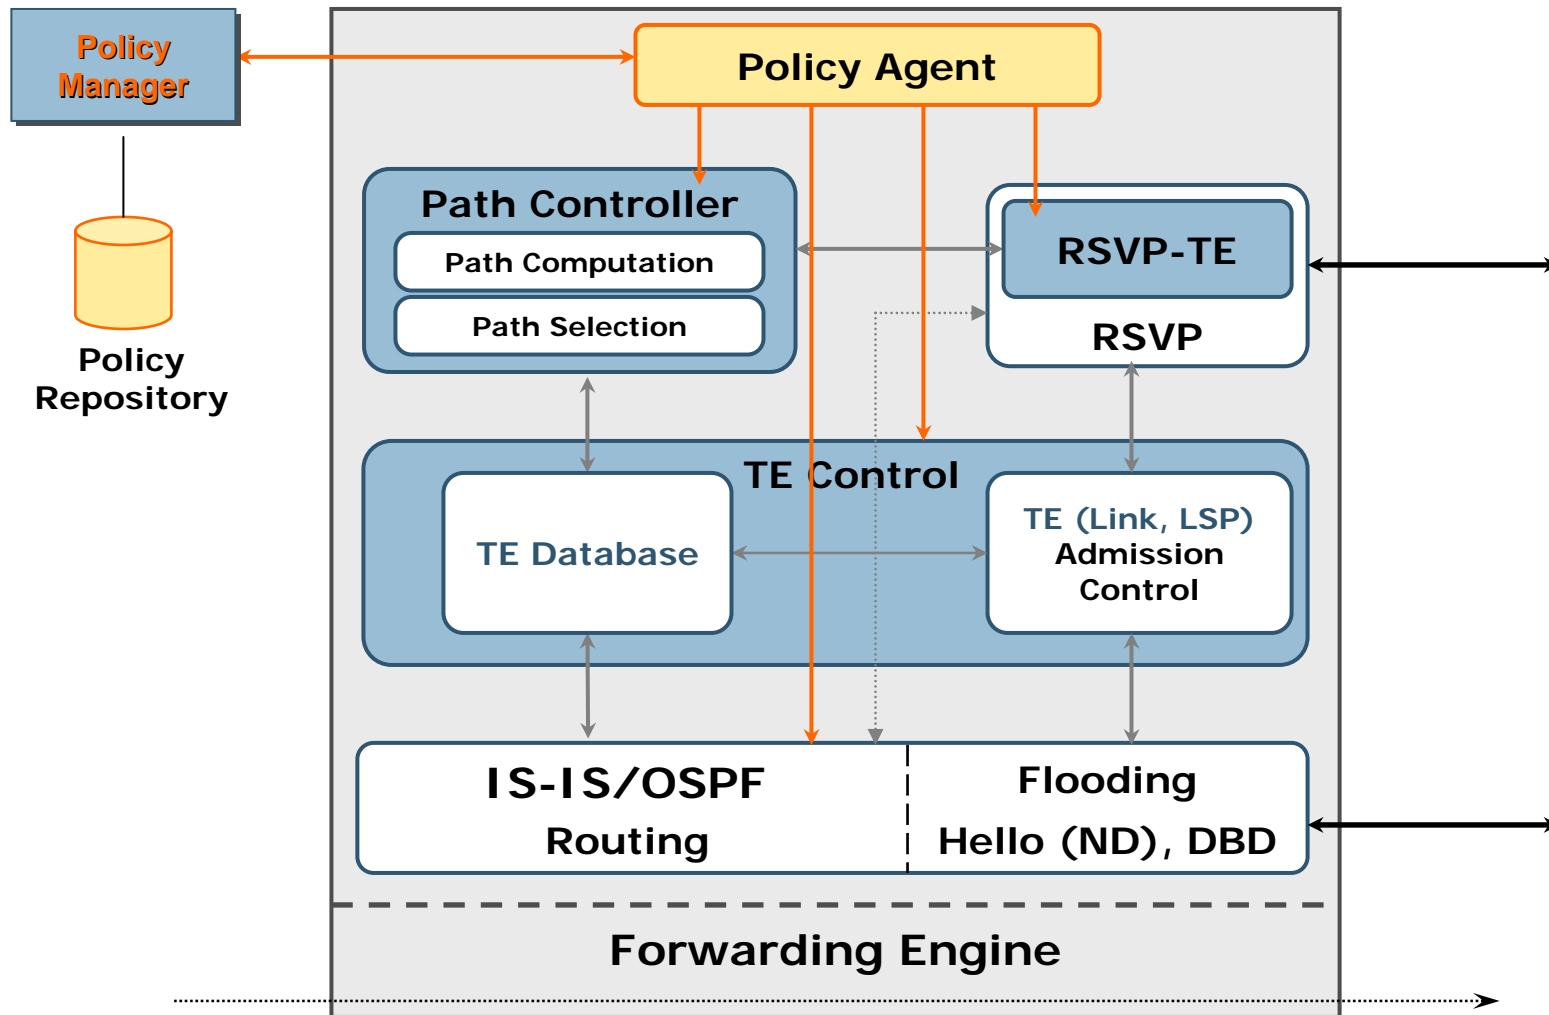 Policy
Manager
Policy Agent
Policy
Repository
Path Controller
Path Computation
Path Selection
RSVP-TE
RSVP
TE Control
TE Database
TE (Link, LSP)
Admission
Control
IS-IS/OSPF
Routing
Flooding
Hello (ND), DBD
Forwarding Engine